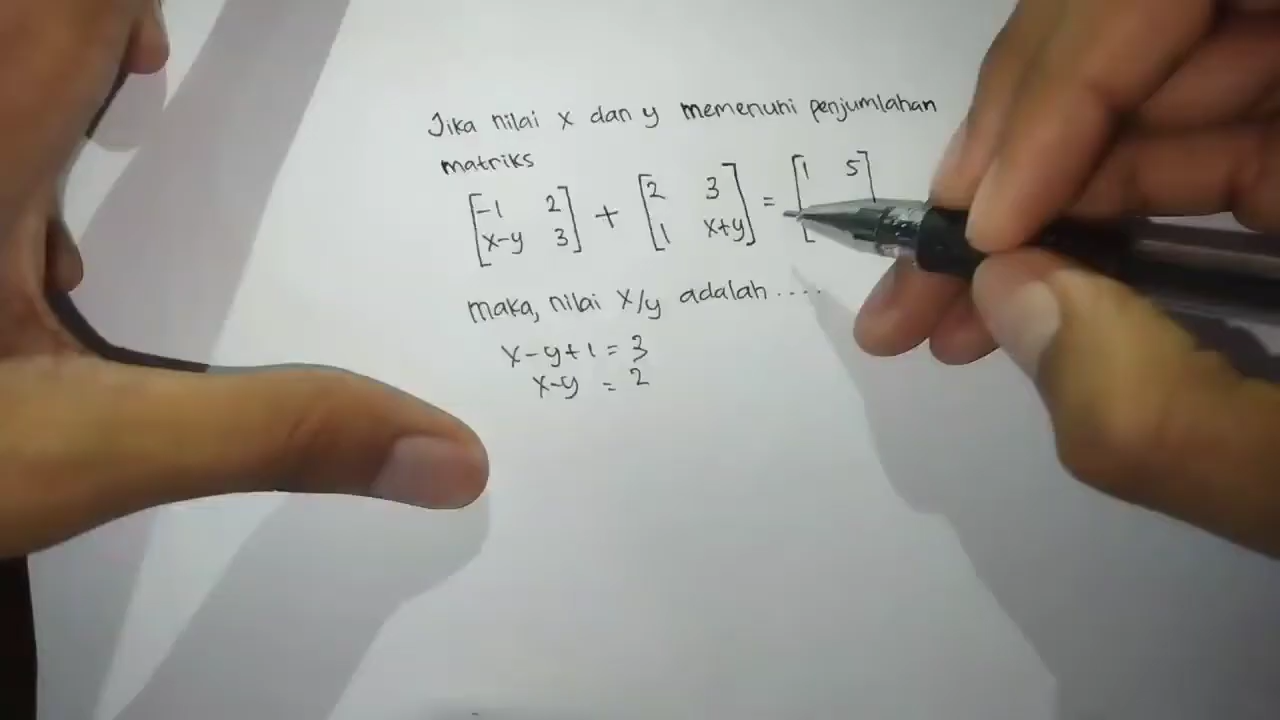 Jika nilai x dan y memenuhi penjumlahan
matriks
[-1 2] + [2 3] = [1 5]
[x-y 3] [1 x+y] [
maka, nilai x/y adalah ....
x-y+1 = 3
x-y = 2